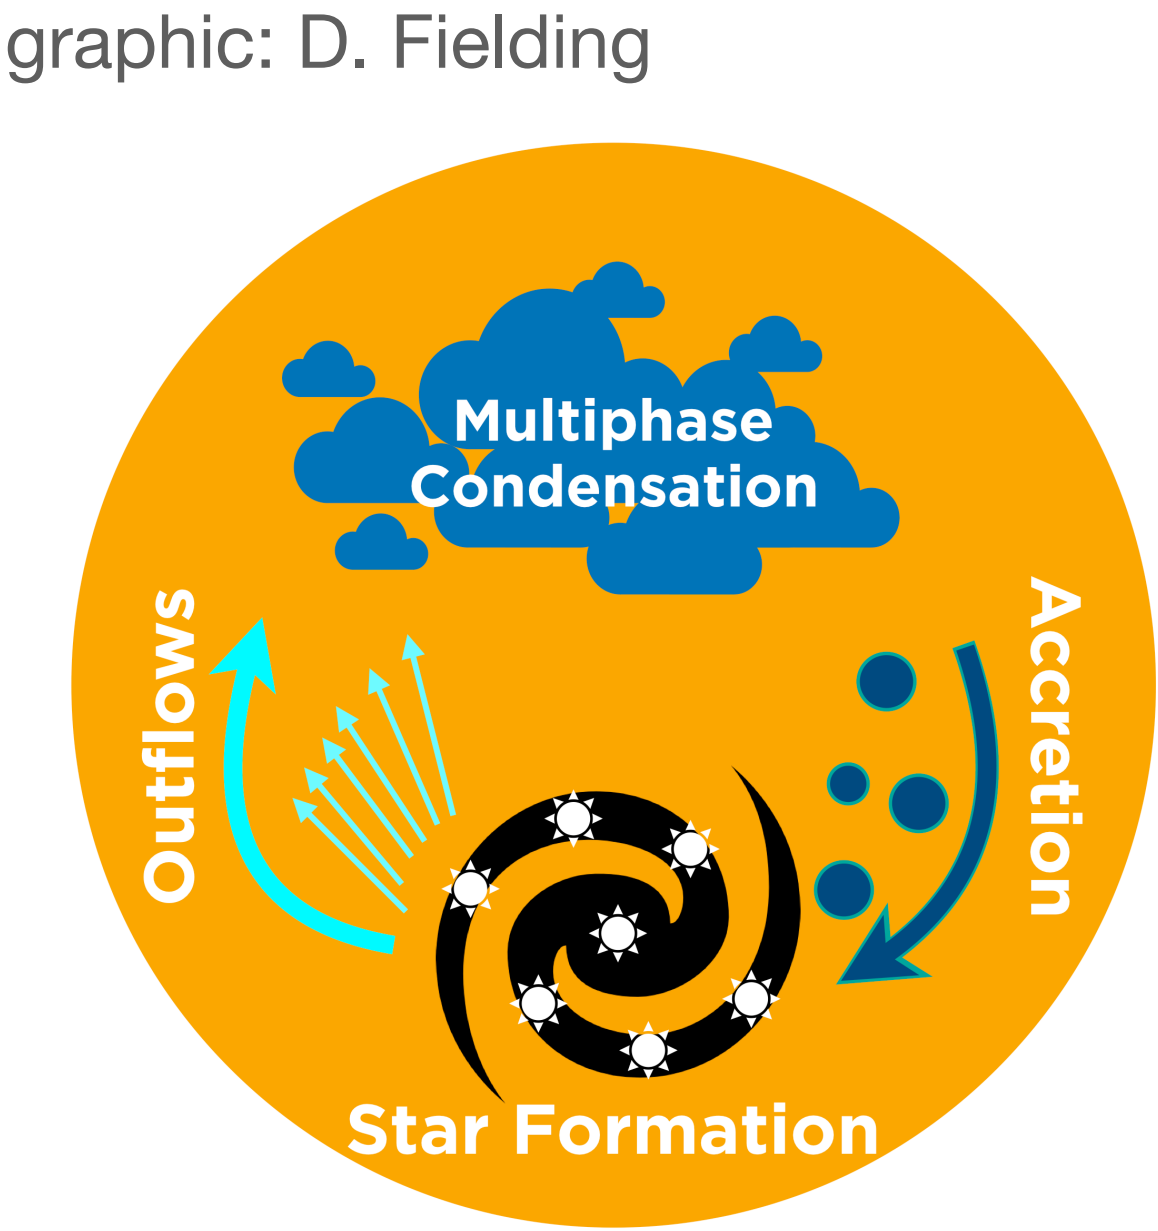 graphic: D. Fielding
Multiphase
Condensation
Outflows
Accretion
Star Formation